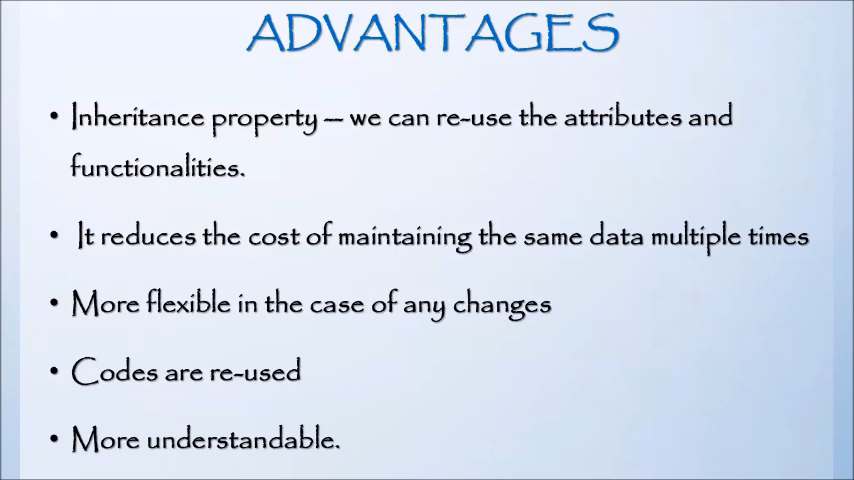 ADVANTAGES
• Inheritance property – we can re-use the attributes and
functionalities.
• It reduces the cost of maintaining the same data multiple times
• More flexible in the case of any changes
• Codes are re-used
• More understandable.